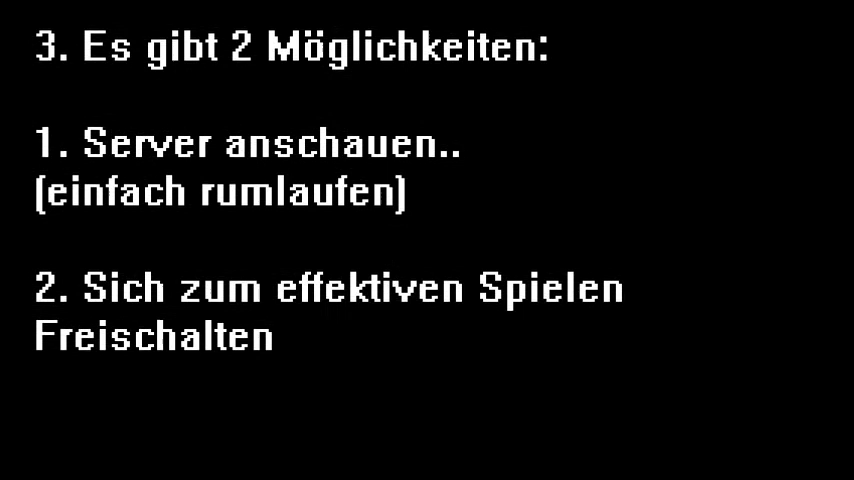 3. Es gibt 2 Möglichkeiten:
1. Server anschauen..
(einfach rumlaufen)
2. Sich zum effektiven Spielen
Freischalten